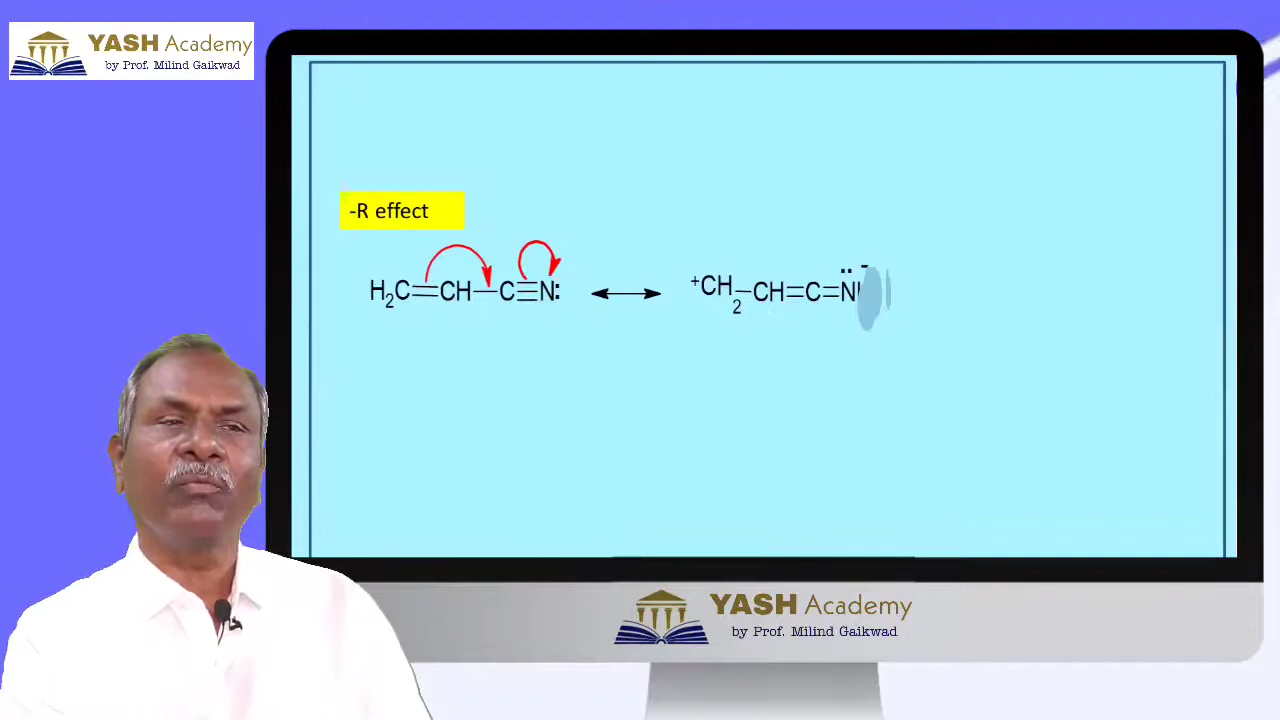 YASH Academy
by Prof. Milind Gaikwad
-R effect
H₂C=CH—C≡N: ⟷ ⁺CH₂—CH=C=N
YASH Academy
by Prof. Milind Gaikwad